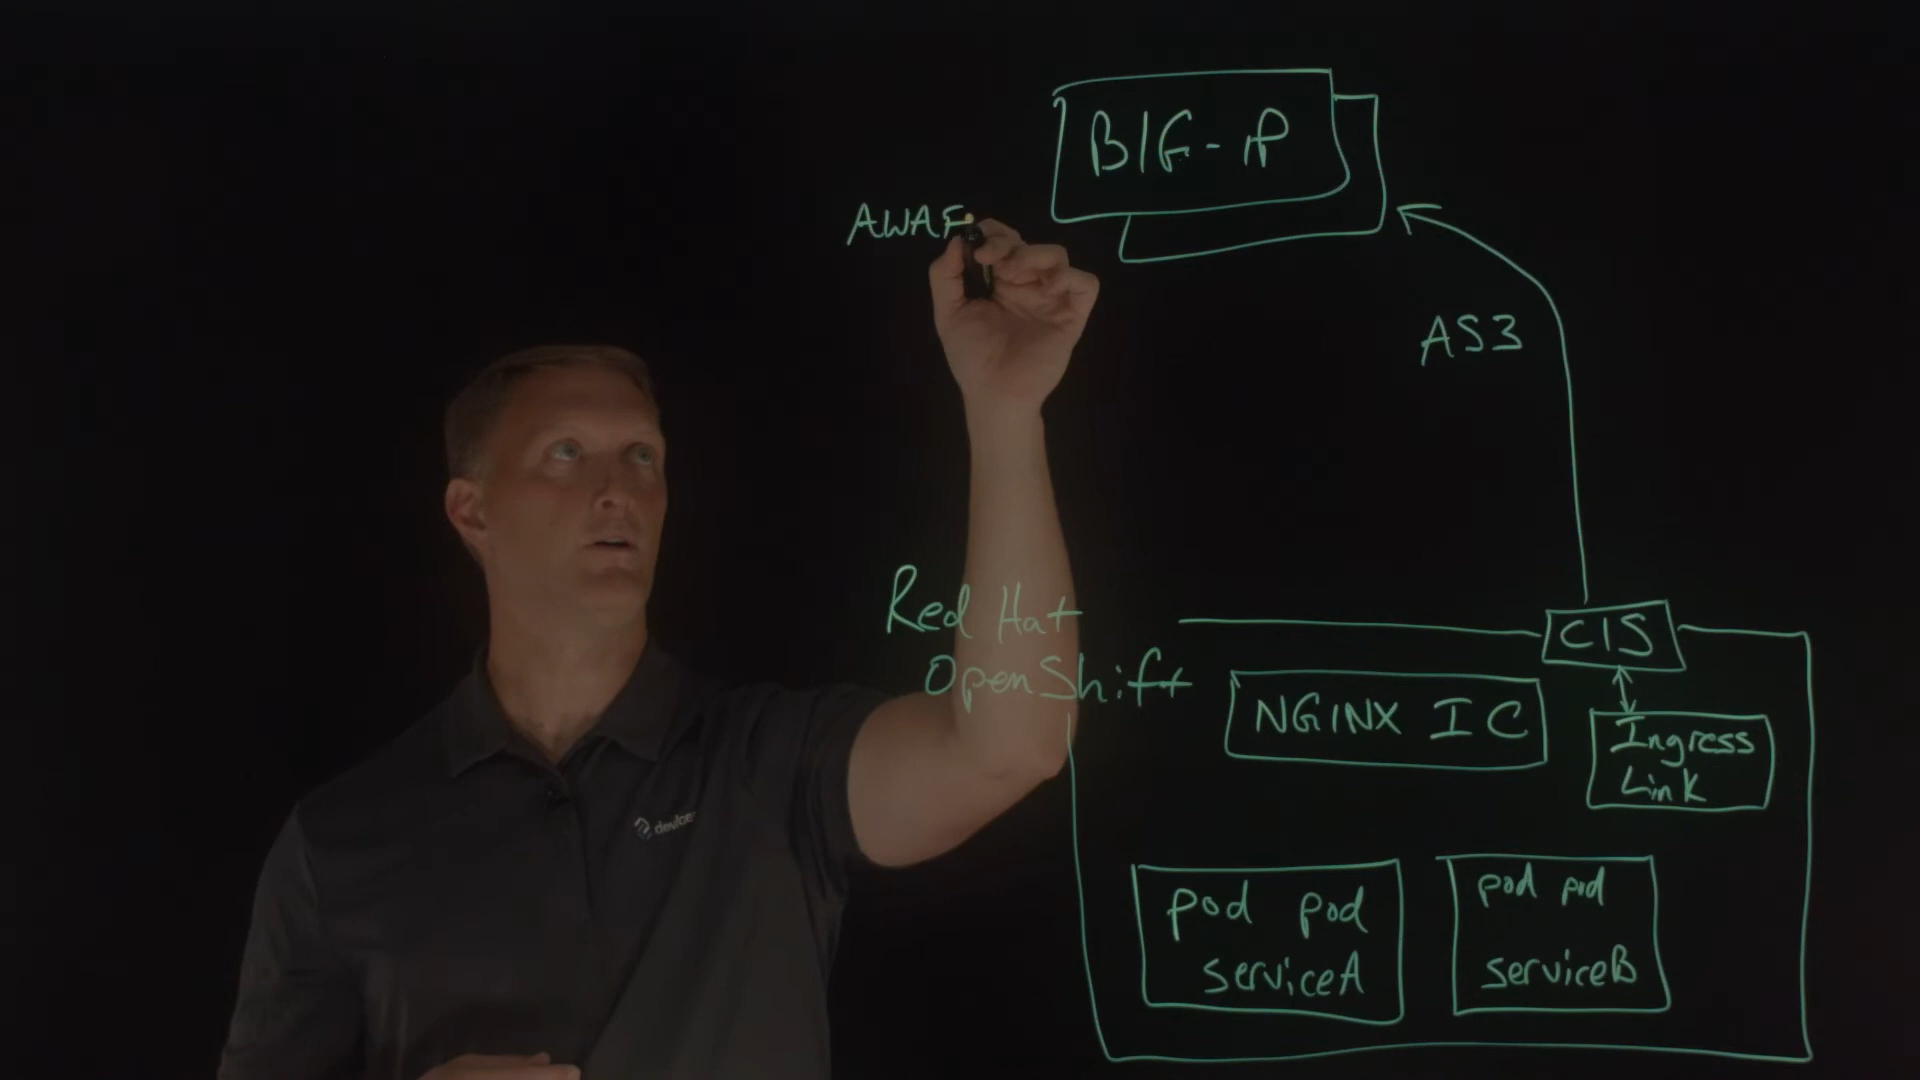 BIG-IP
AWAF
AS3
Red Hat
OpenShift
CIS
NGINX IC
Ingress
Link
pod pod
serviceA
pod pod
serviceB